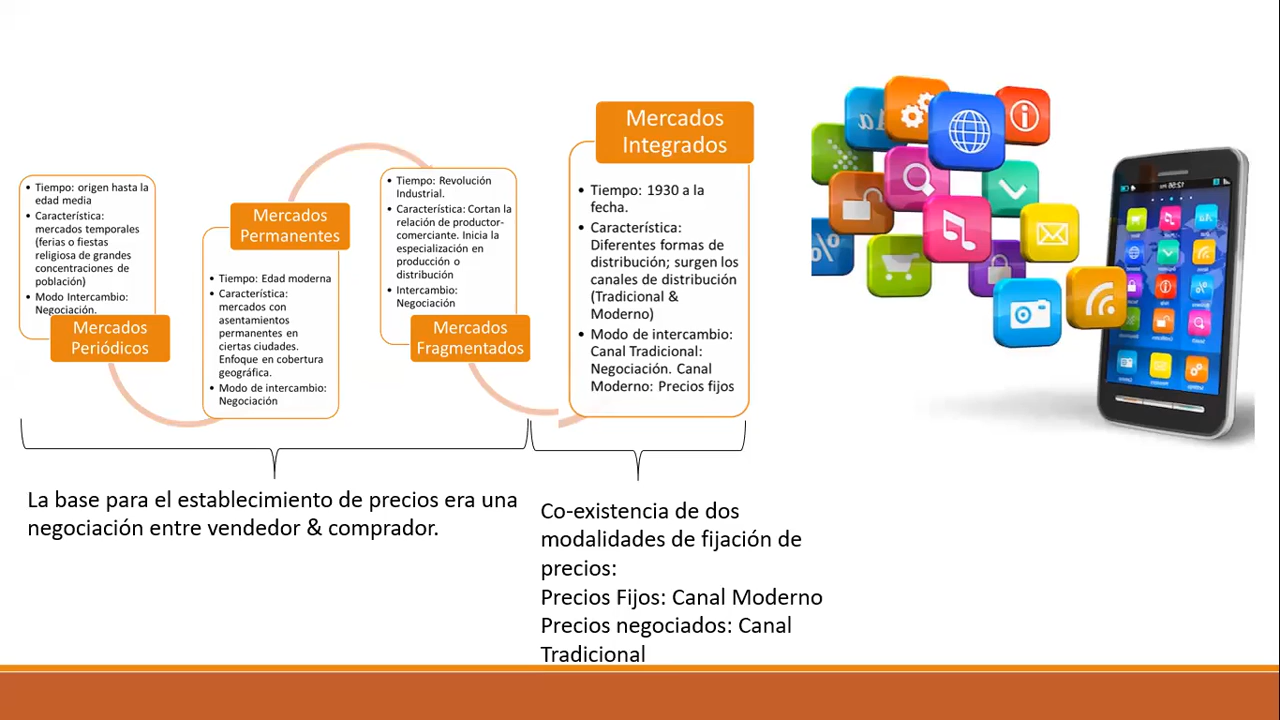 • Tiempo: origen hasta la
edad media
• Característica:
mercados temporales
(ferias o fiestas
religiosa de grandes
concentraciones de
población)
• Modo Intercambio:
Negociación.
Mercados
Periódicos
Mercados
Permanentes
• Tiempo: Edad moderna
• Característica:
mercados con
asentamientos
permanentes en
ciertas ciudades.
Enfoque en cobertura
geográfica.
• Modo de intercambio:
Negociación
• Tiempo: Revolución
Industrial.
• Característica: Cortan la
relación de productor-
comerciante. Inicia la
especialización en
producción o
distribución
• Intercambio:
Negociación
Mercados
Fragmentados
Mercados
Integrados
• Tiempo: 1930 a la
fecha.
• Característica:
Diferentes formas de
distribución; surgen los
canales de distribución
(Tradicional &
Moderno)
• Modo de intercambio:
Canal Tradicional:
Negociación. Canal
Moderno: Precios fijos
La base para el establecimiento de precios era una
negociación entre vendedor & comprador.
Co-existencia de dos
modalidades de fijación de
precios:
Precios Fijos: Canal Moderno
Precios negociados: Canal
Tradicional